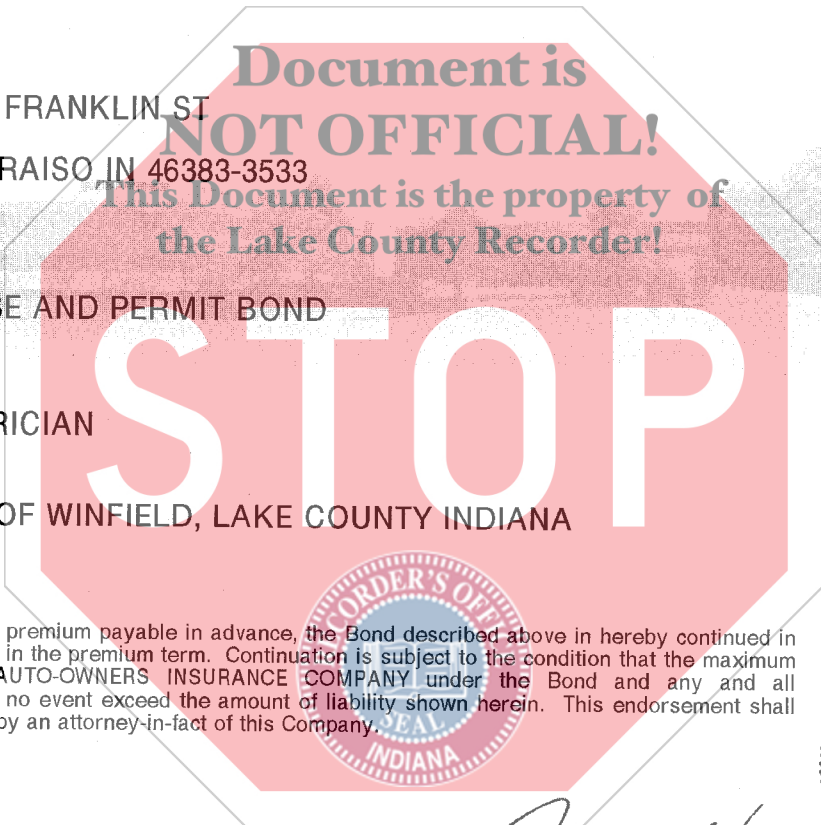 Document is
FRANKLIN ST
NOT OFFICIAL!
RAISO IN 46383-3533
This Document is the property of
the Lake County Recorder!
SE AND PERMIT BOND
STOP
RICIAN
OF WINFIELD, LAKE COUNTY INDIANA
RECORDER'S OFFICE
premium payable in advance, the Bond described above in hereby continued in
in the premium term. Continuation is subject to the condition that the maximum
AUTO-OWNERS INSURANCE COMPANY under the Bond and any and all
no event exceed the amount of liability shown herein. This endorsement shall
by an attorney-in-fact of this Company.
SEAL
INDIANA